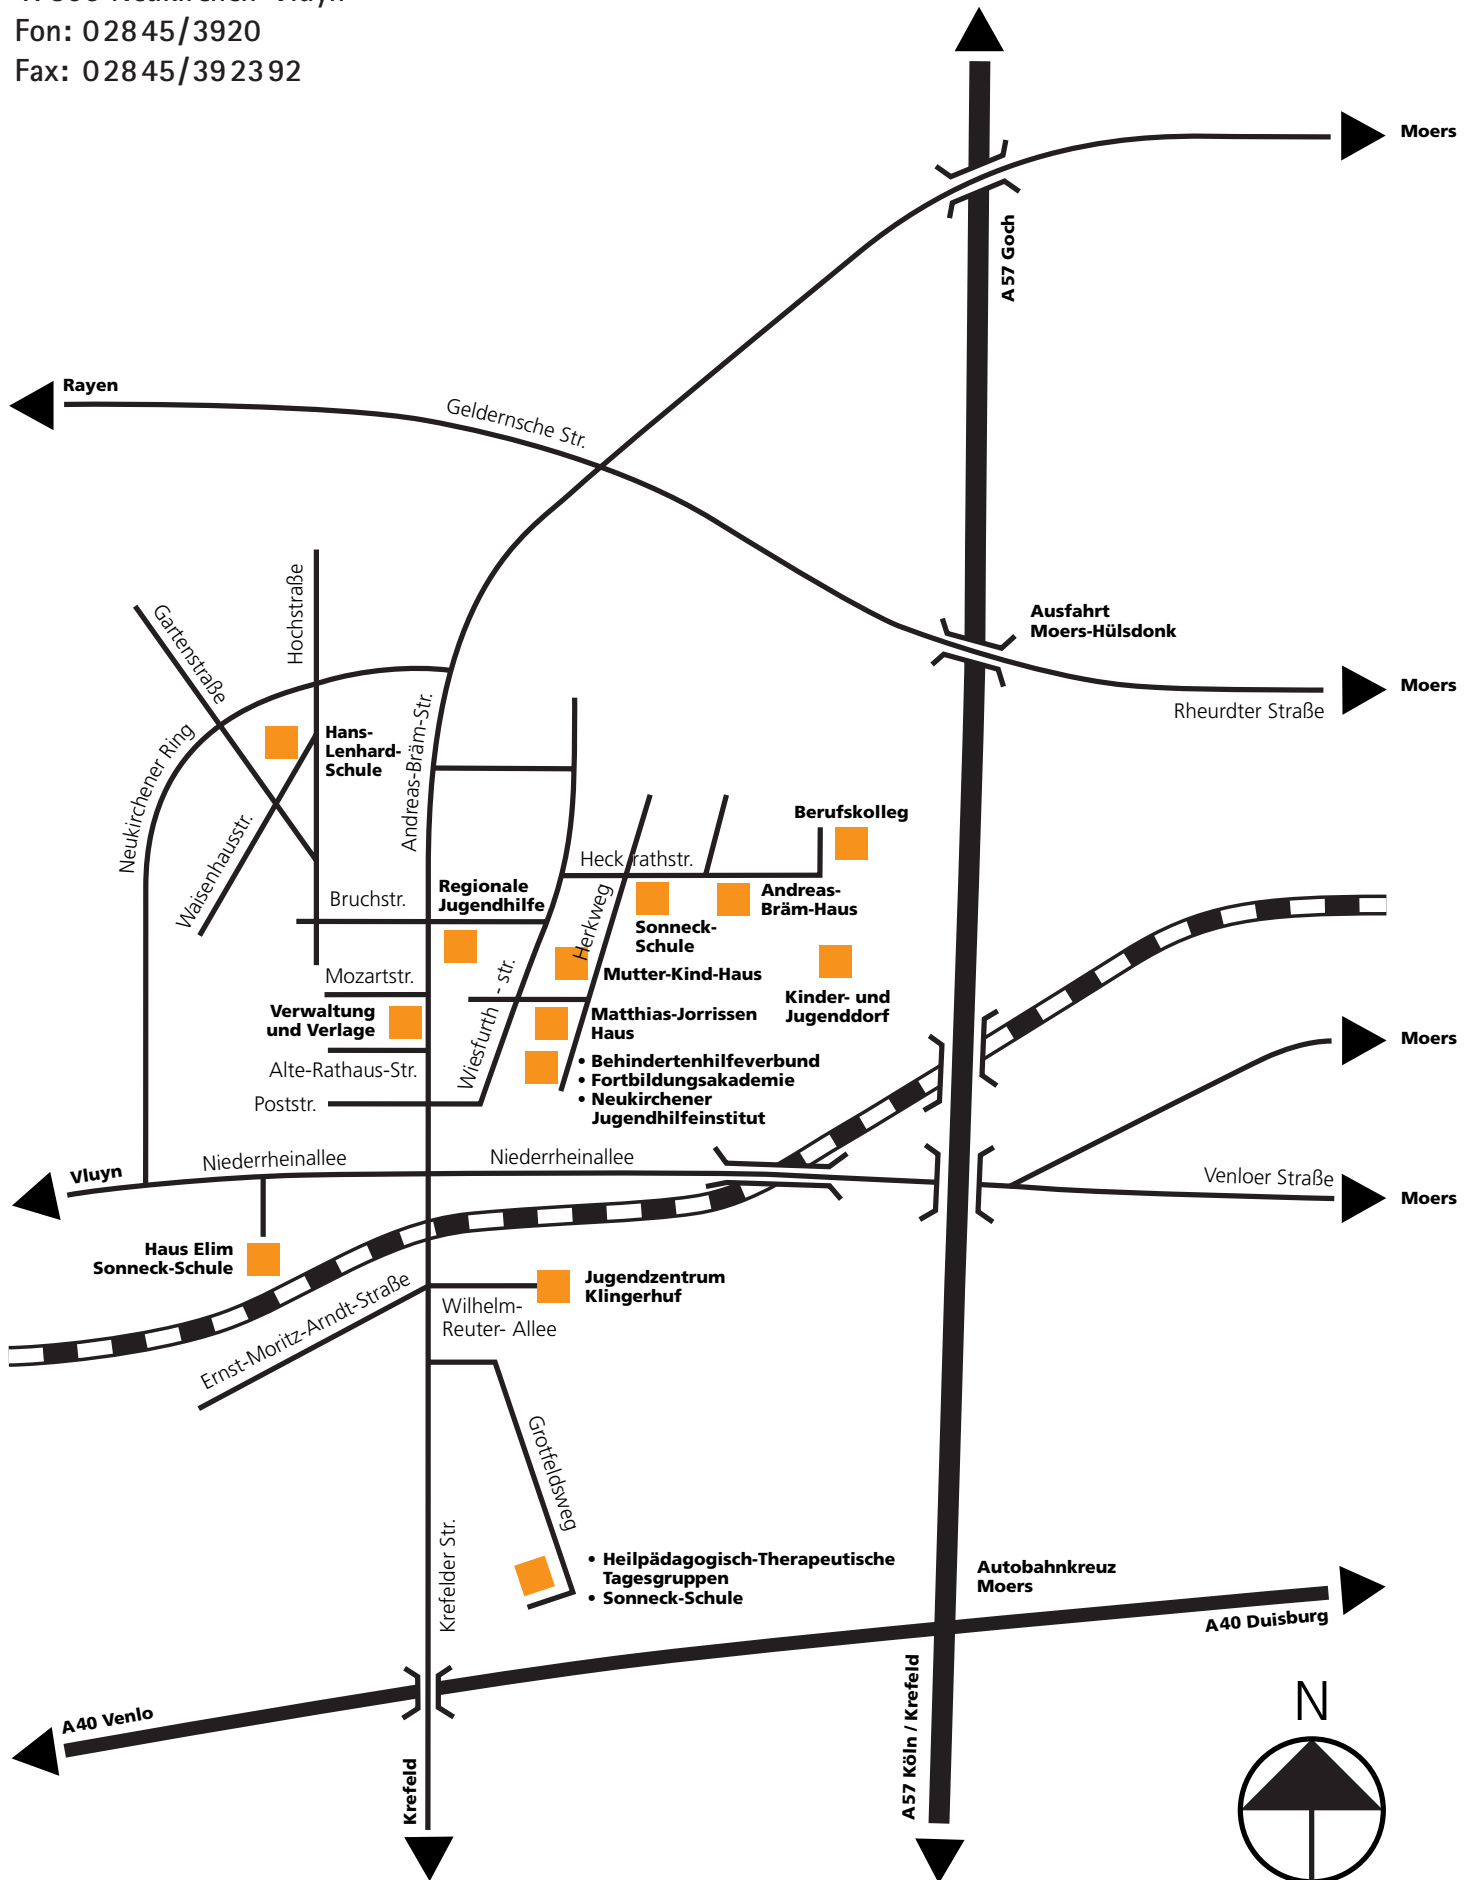 Fon: 02845/3920
Fax: 02845/392392
Moers
A57 Goch
Rayen
Geldernsche Str.
Ausfahrt
Moers-Hülsdonk
Moers
Rheurdter Straße
Hochstraße
Gartenstraße
Neukirchener Ring
Hans-
Lenhard-
Schule
Andreas-Bräm-Str.
Waisenhausstr.
Berufskolleg
Heckrathstr.
Bruchstr.
Regionale
Jugendhilfe
Herkweg
Sonneck-
Schule
Andreas-
Bräm-Haus
Mozartstr.
Wiesfurth - str.
Mutter-Kind-Haus
Kinder- und
Jugenddorf
Verwaltung
und Verlage
Matthias-Jorrissen
Haus
Alte-Rathaus-Str.
• Behindertenhilfeverbund
• Fortbildungsakademie
• Neukirchener
Jugendhilfeinstitut
Poststr.
Moers
Vluyn
Niederrheinallee
Niederrheinallee
Venloer Straße
Moers
Haus Elim
Sonneck-Schule
Ernst-Moritz-Arndt-Straße
Jugendzentrum
Klingerhuf
Wilhelm-
Reuter- Allee
Grotfeldsweg
Krefelder Str.
• Heilpädagogisch-Therapeutische
Tagesgruppen
• Sonneck-Schule
Autobahnkreuz
Moers
A40 Duisburg
A40 Venlo
Krefeld
A57 Köln / Krefeld
N